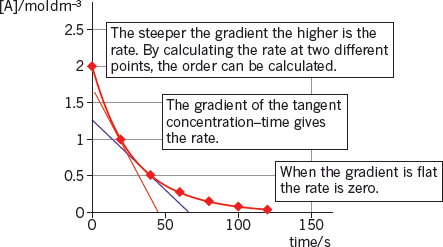 [A]/mol dm–3
The steeper the gradient the higher is the
rate. By calculating the rate at two different
points, the order can be calculated.
The gradient of the tangent
concentration–time gives
the rate.
When the gradient is flat
the rate is zero.
2.5
2
1.5
1
0.5
0
0
50
100
150
time/s